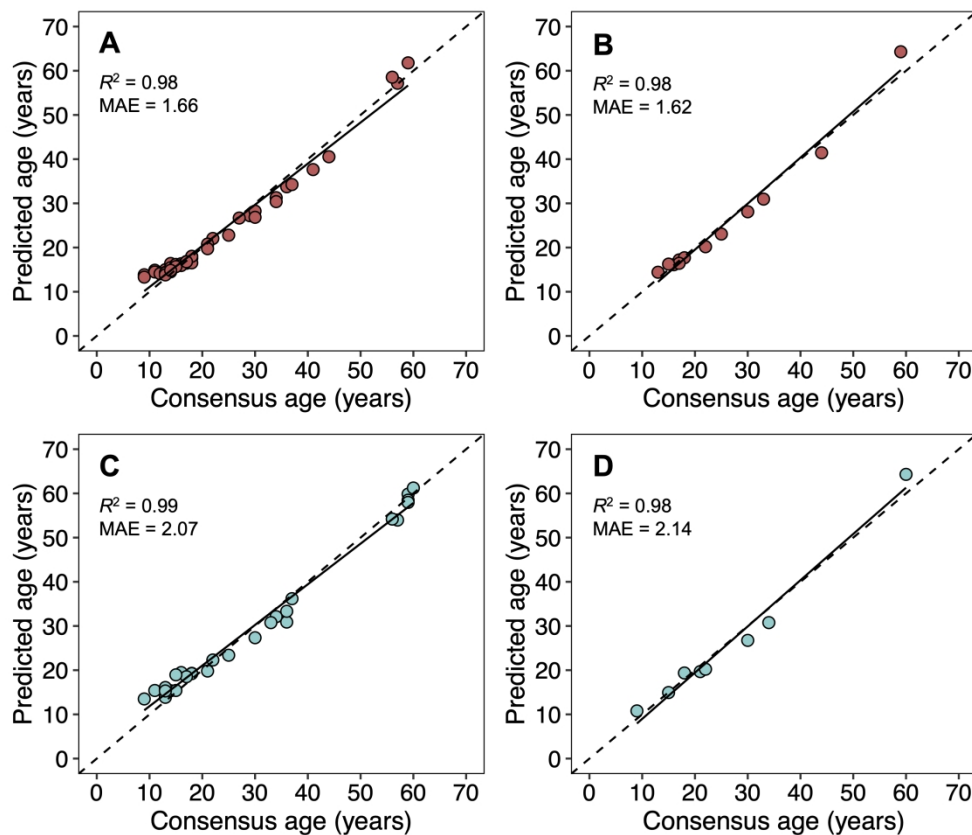 A
R² = 0.98
MAE = 1.66
Predicted age (years)
70
60
50
40
30
20
10
0
0 10 20 30 40 50 60 70
Consensus age (years)
B
R² = 0.98
MAE = 1.62
Predicted age (years)
70
60
50
40
30
20
10
0
0 10 20 30 40 50 60 70
Consensus age (years)
C
R² = 0.99
MAE = 2.07
Predicted age (years)
70
60
50
40
30
20
10
0
0 10 20 30 40 50 60 70
Consensus age (years)
D
R² = 0.98
MAE = 2.14
Predicted age (years)
70
60
50
40
30
20
10
0
0 10 20 30 40 50 60 70
Consensus age (years)